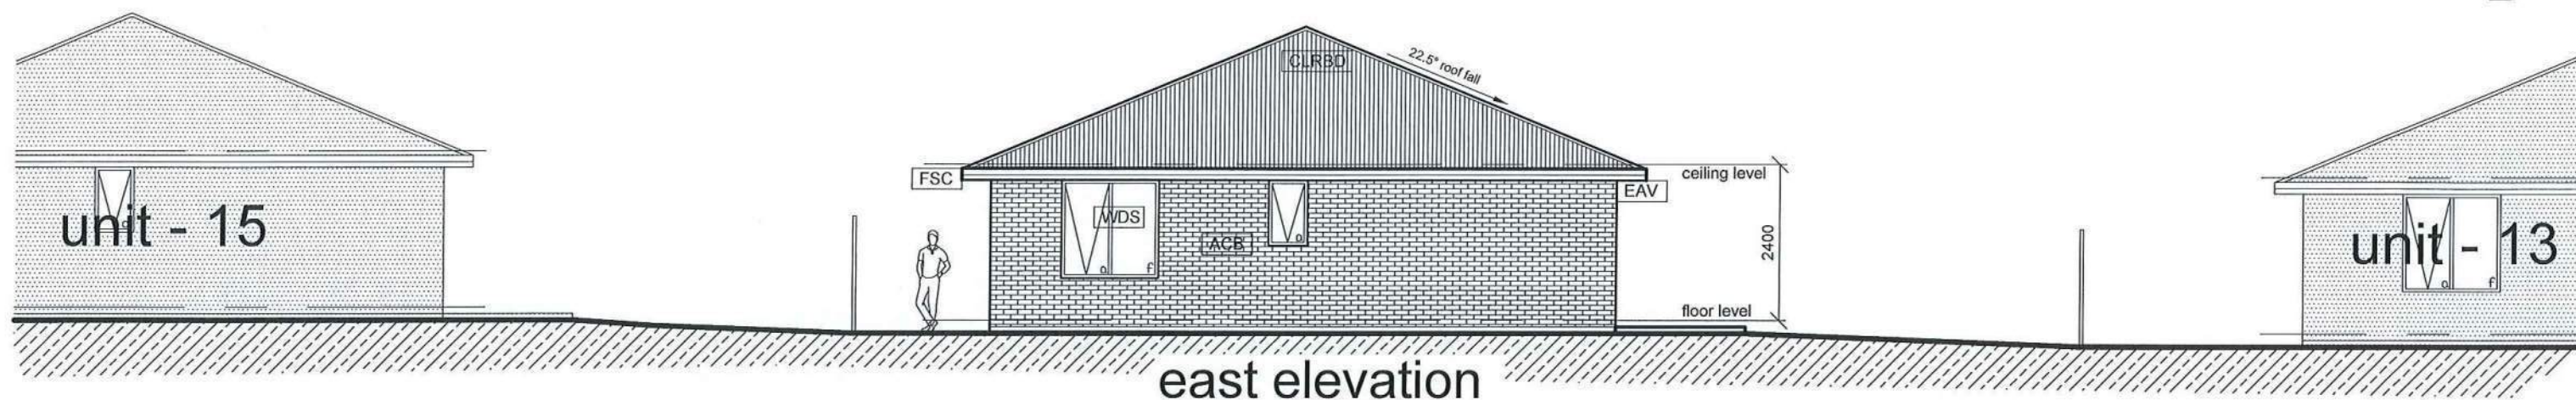 CLRBD
22.5° roof fall
FSC
ceiling level
EAV
unit - 15
WDS
ACB
a
f
a
2400
unit - 13
a
f
floor level
east elevation